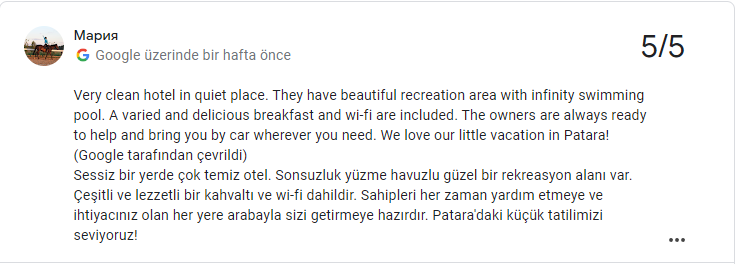 Мария
5/5
Google üzerinde bir hafta önce
Very clean hotel in quiet place. They have beautiful recreation area with infinity swimming
pool. A varied and delicious breakfast and wi-fi are included. The owners are always ready
to help and bring you by car wherever you need. We love our little vacation in Patara!
(Google tarafından çevrildi)
Sessiz bir yerde çok temiz otel. Sonsuzluk yüzme havuzlu güzel bir rekreasyon alanı var.
Çeşitli ve lezzetli bir kahvaltı ve wi-fi dahildir. Sahipleri her zaman yardım etmeye ve
ihtiyacınız olan her yere arabayla sizi getirmeye hazırdır. Patara'daki küçük tatilimizi
seviyoruz!